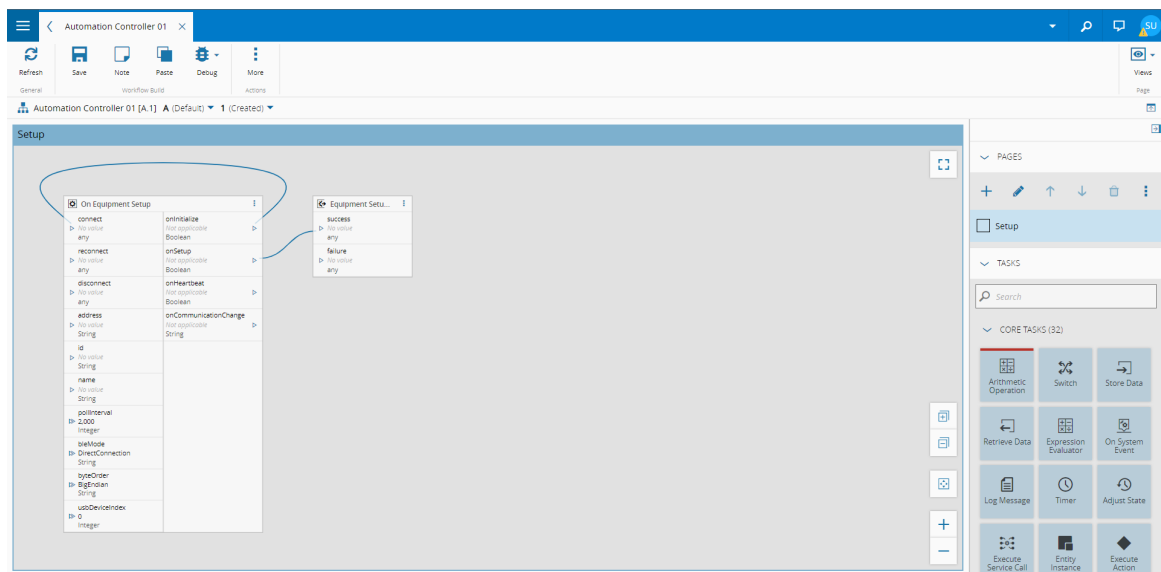 Automation Controller 01
SU
Refresh
Save
Note
Paste
Debug
More
Views
General
Workflow Build
Actions
Page
Automation Controller 01 [A.1] A (Default) 1 (Created)
Setup
On Equipment Setup
connect
No value
any
reconnect
No value
any
disconnect
No value
any
address
No value
String
id
No value
String
name
No value
String
pollInterval
2,000
Integer
bleMode
DirectConnection
String
byteOrder
BigEndian
String
usbDeviceIndex
0
Integer
onInitialize
Not applicable
Boolean
onSetup
Not applicable
Boolean
onHeartbeat
Not applicable
Boolean
onCommunicationChange
Not applicable
String
Equipment Setu...
success
No value
any
failure
No value
any
PAGES
Setup
TASKS
Search
CORE TASKS (32)
Arithmetic
Operation
Switch
Store Data
Retrieve Data
Expression
Evaluator
On System
Event
Log Message
Timer
Adjust State
Execute
Service Call
Entity
Instance
Execute
Action